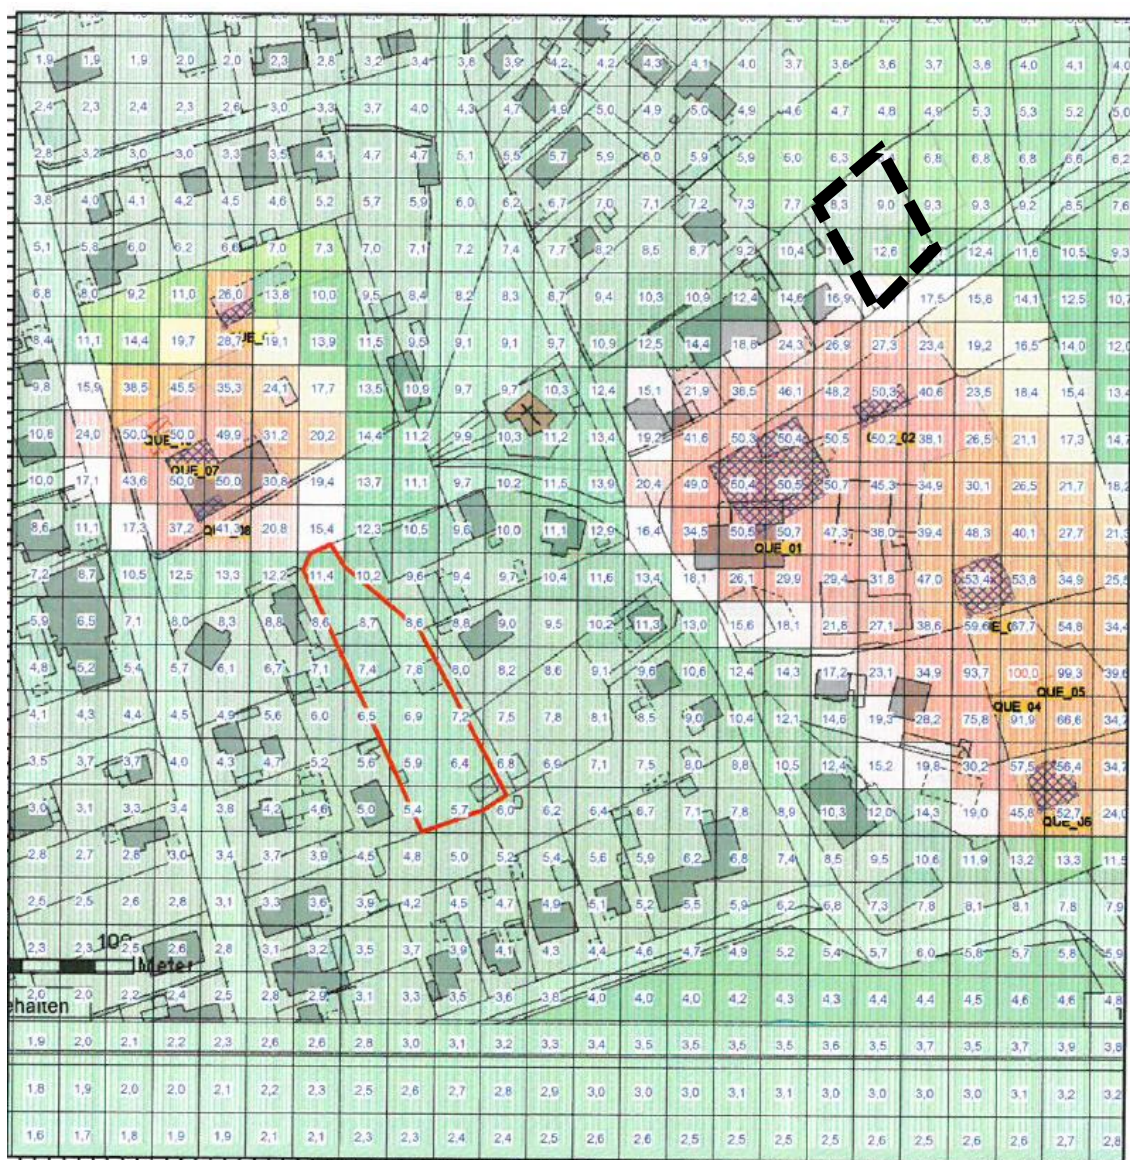 1,9 1,9 1,9 2,0 2,0 2,3 2,8 3,2 3,4 3,8 3,9 4,2 4,2 4,3 4,1 4,0 3,7 3,6 3,6 3,7 3,8 4,0 4,1 4,0
2,4 2,3 2,4 2,3 2,6 3,0 3,3 3,7 4,0 4,3 4,7 4,9 5,0 4,9 5,0 4,9 4,6 4,7 4,8 4,9 5,3 5,3 5,2 5,0
2,8 3,2 3,0 3,0 3,3 3,5 4,1 4,7 4,7 5,1 5,5 5,7 5,9 6,0 5,9 5,9 6,0 6,3 6,8 6,8 6,8 6,6 6,2
3,8 4,0 4,1 4,2 4,5 4,6 5,2 5,7 5,9 6,0 6,2 6,7 7,0 7,1 7,2 7,3 7,7 8,3 9,0 9,3 9,3 9,2 8,5 7,6
5,1 5,8 6,0 6,2 6,6 7,0 7,3 7,0 7,1 7,2 7,4 7,7 8,2 8,5 8,7 9,2 10,4 12,6 12,4 11,6 10,5 9,3
6,8 8,0 9,2 11,0 26,0 13,8 10,0 9,5 8,4 8,2 8,3 8,7 9,4 10,3 10,9 12,4 14,6 16,9 17,5 15,6 14,1 12,5 10,7
8,4 11,1 14,4 19,7 28,7 19,1 13,9 11,5 9,5 9,1 9,1 9,7 10,9 12,5 14,4 18,8 24,3 26,9 27,3 23,4 19,2 16,5 14,0 12,0
9,8 15,9 38,5 45,5 35,3 24,1 17,7 13,5 10,9 9,7 9,7 10,3 12,4 15,1 21,9 36,5 46,1 48,2 50,3 40,6 23,5 18,4 15,4 13,4
10,6 24,0 50,0 50,0 49,9 31,2 20,2 14,4 11,2 9,9 10,3 11,2 13,4 19,2 41,6 50,3 50,4 50,5 50,2 38,1 26,5 21,1 17,3 14,7
QUE_07
10,0 17,1 43,6 50,0 50,0 30,8 19,4 13,7 11,1 9,7 10,2 11,5 13,9 20,4 49,0 50,4 50,5 50,7 45,3 34,9 30,1 26,5 21,7 18,2
8,6 11,1 17,3 37,2 41,3 20,8 15,4 12,3 10,5 9,6 10,0 11,1 12,9 16,4 34,5 50,5 50,7 47,3 38,0 39,4 48,3 40,1 27,7 21,3
QUE_01
7,2 8,7 10,5 12,5 13,3 12,2 11,4 10,2 9,6 9,4 9,7 10,4 11,6 13,4 18,1 26,1 29,9 29,4 31,8 47,0 53,4 53,8 34,9 25,5
5,9 6,5 7,1 8,0 8,3 8,8 8,6 8,7 8,6 8,8 9,0 9,5 10,2 11,3 13,0 15,6 18,1 21,8 27,1 38,6 59,6 67,7 54,8 34,4
4,8 5,2 5,4 5,7 6,1 6,7 7,1 7,4 7,8 8,0 8,2 8,6 9,1 9,6 10,6 12,4 14,3 17,2 23,1 34,9 93,7 100,0 99,3 39,6
QUE_05
QUE_04
4,1 4,3 4,4 4,5 4,9 5,6 6,0 6,5 6,9 7,2 7,5 7,8 8,1 8,5 9,0 10,4 12,1 14,6 19,3 28,2 75,8 91,9 66,6 34,7
3,5 3,7 3,7 4,0 4,3 4,7 5,2 5,6 5,9 6,4 6,8 6,9 7,1 7,5 8,0 8,8 10,5 12,4 15,2 19,8 30,2 57,5 56,4 34,7
3,0 3,1 3,3 3,4 3,8 4,2 4,6 5,0 5,4 5,7 6,0 6,2 6,4 6,7 7,1 7,8 8,9 10,3 12,0 14,3 19,0 45,8 52,7 24,0
2,8 2,7 2,8 3,0 3,4 3,7 3,9 4,5 4,8 5,0 5,2 5,4 5,6 5,9 6,2 6,8 7,4 8,5 9,5 10,6 11,9 13,2 13,3 11,5
2,5 2,5 2,6 2,8 3,1 3,3 3,6 3,9 4,2 4,5 4,7 4,9 5,1 5,2 5,5 5,9 6,2 6,8 7,3 7,8 8,1 8,1 7,8 7,9
2,3 2,3 2,5 2,6 2,8 3,1 3,2 3,5 3,7 3,9 4,1 4,3 4,4 4,6 4,7 4,9 5,2 5,4 5,7 6,0 5,8 5,7 5,8 5,9
Meter
2,0 2,0 2,2 2,4 2,5 2,8 2,9 3,1 3,3 3,5 3,6 3,8 4,0 4,0 4,0 4,2 4,3 4,3 4,4 4,4 4,5 4,6 4,6 4,8
ehalten
1,9 2,0 2,1 2,2 2,3 2,6 2,6 2,8 3,0 3,1 3,2 3,3 3,4 3,5 3,5 3,5 3,5 3,6 3,5 3,7 3,5 3,7 3,9 3,8
1,8 1,9 2,0 2,0 2,1 2,2 2,3 2,5 2,6 2,7 2,8 2,9 3,0 3,0 3,0 3,1 3,1 3,0 3,0 3,0 3,1 3,2 3,2 3,2
1,6 1,7 1,8 1,9 1,9 2,1 2,1 2,3 2,3 2,4 2,4 2,5 2,6 2,6 2,5 2,5 2,5 2,5 2,6 2,5 2,6 2,6 2,7 2,8